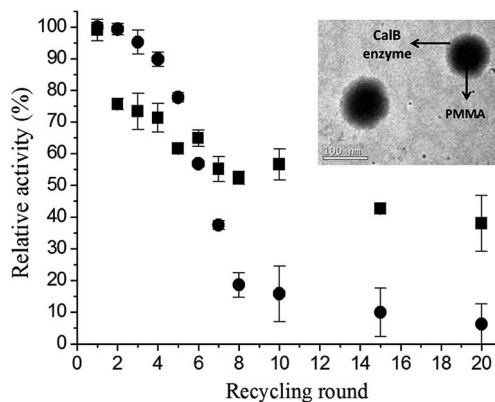 Relative activity (%)
100
90
80
70
60
50
40
30
20
10
0
0 2 4 6 8 10 12 14 16 18 20
Recycling round
CalB
enzyme
PMMA
100 nm